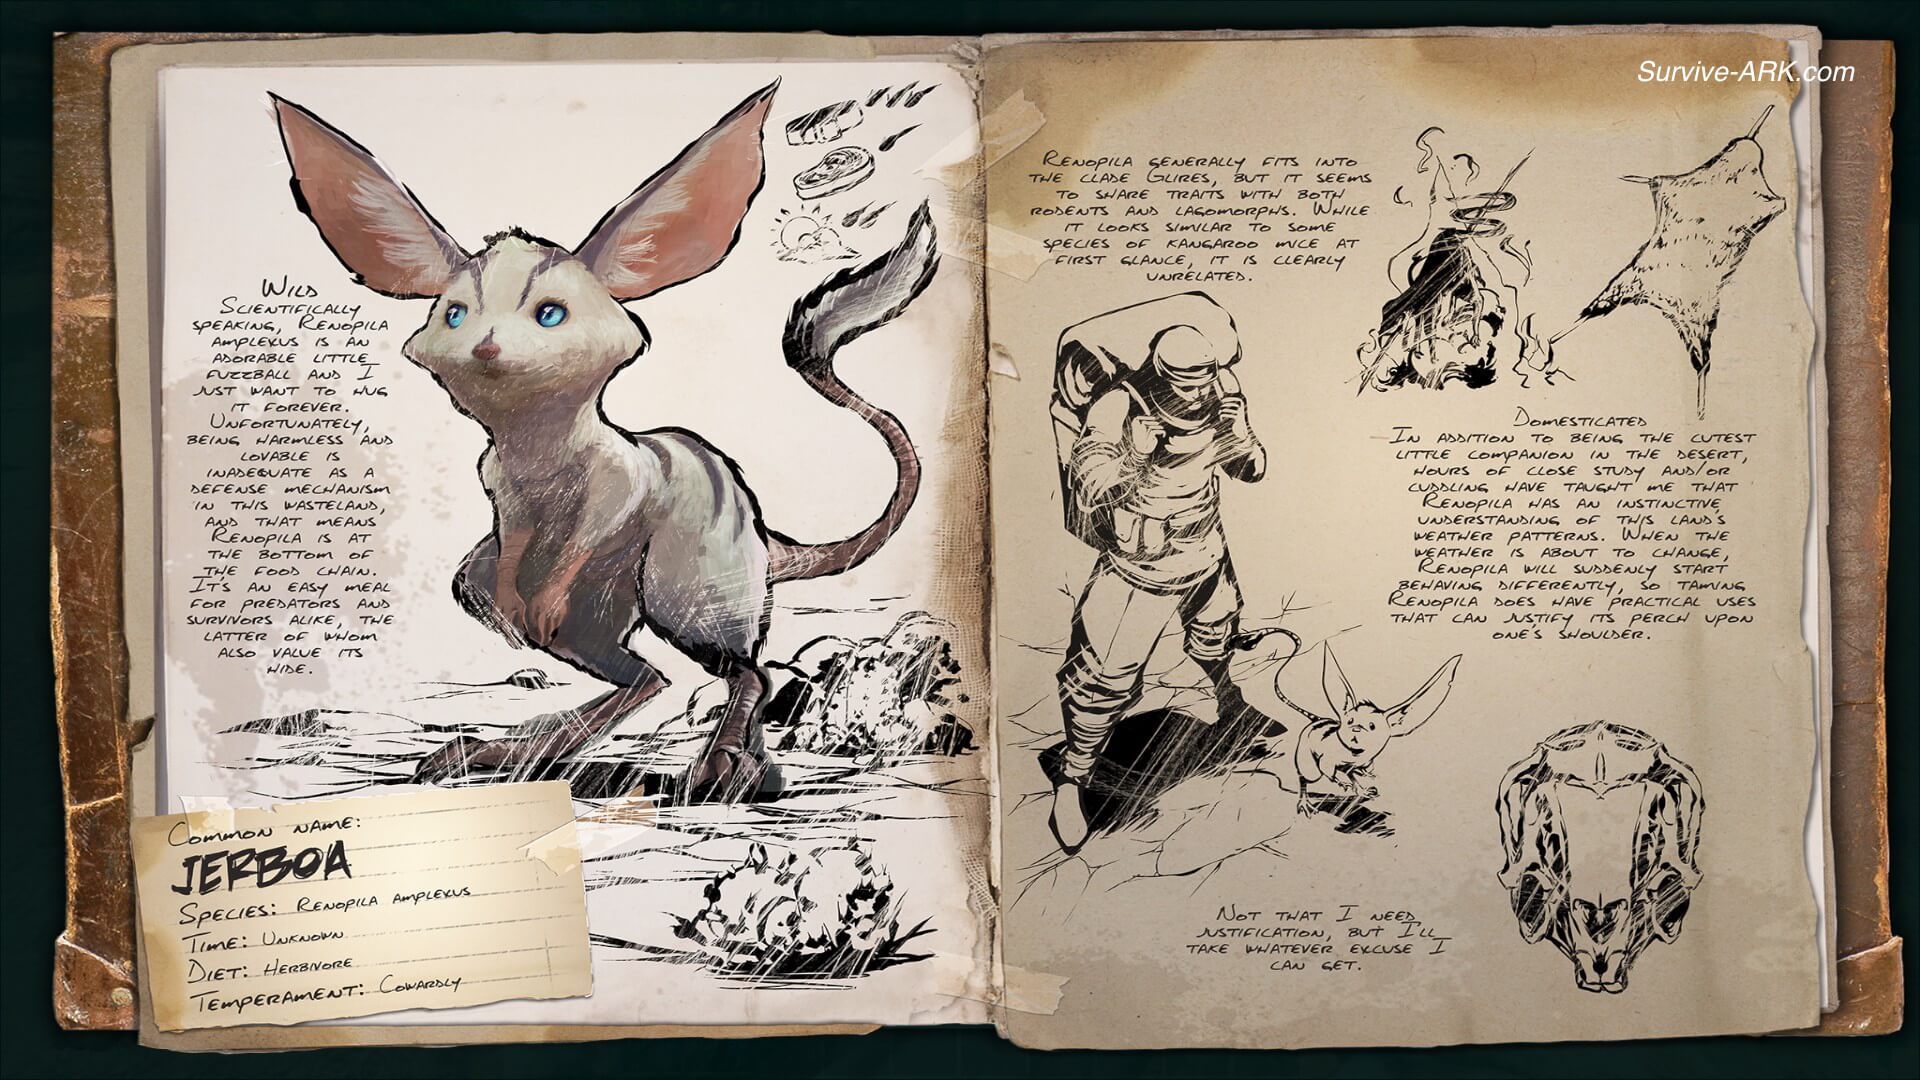 Survive-ARK.com
Wild
Scientifically
speaking, Renopila
amplexus is an
adorable little
fuzzball and I
just want to hug
it forever.
Unfortunately,
being harmless and
lovable is
inadequate as a
defense mechanism
in this wasteland,
and that means
Renopila is at
the bottom of
the food chain.
It's an easy meal
for predators and
survivors alike, the
latter of whom
also value its
hide.
Common name:
Jerboa
Species: Renopila amplexus
Time: Unknown
Diet: Herbivore
Temperament: Cowardly
Renopila generally fits into
the clade Glires, but it seems
to share traits with both
rodents and lagomorphs. While
it looks similar to some
species of kangaroo mice at
first glance, it is clearly
unrelated.
Domesticated
In addition to being the cutest
little companion in the desert,
hours of close study and/or
cuddling have taught me that
Renopila has an instinctive
understanding of this land's
weather patterns. When the
weather is about to change,
Renopila will suddenly start
behaving differently, so taming
Renopila does have practical uses
that can justify its perch upon
one's shoulder.
Not that I need
justification, but I'll
take whatever excuse I
can get.